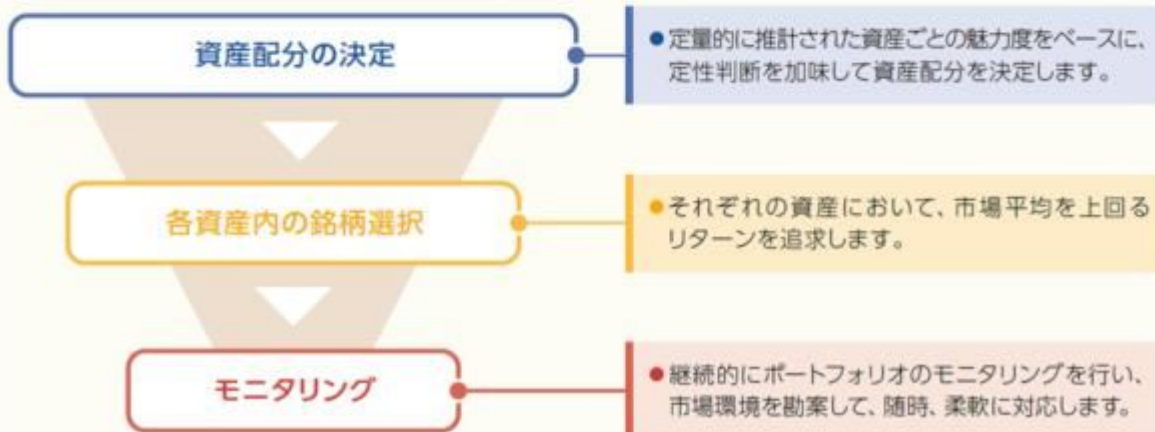 資産配分の決定
●定量的に推計された資産ごとの魅力度をベースに、
定性判断を加味して資産配分を決定します。
各資産内の銘柄選択
●それぞれの資産において、市場平均を上回る
リターンを追求します。
モニタリング
●継続的にポートフォリオのモニタリングを行い、
市場環境を勘案して、随時、柔軟に対応します。